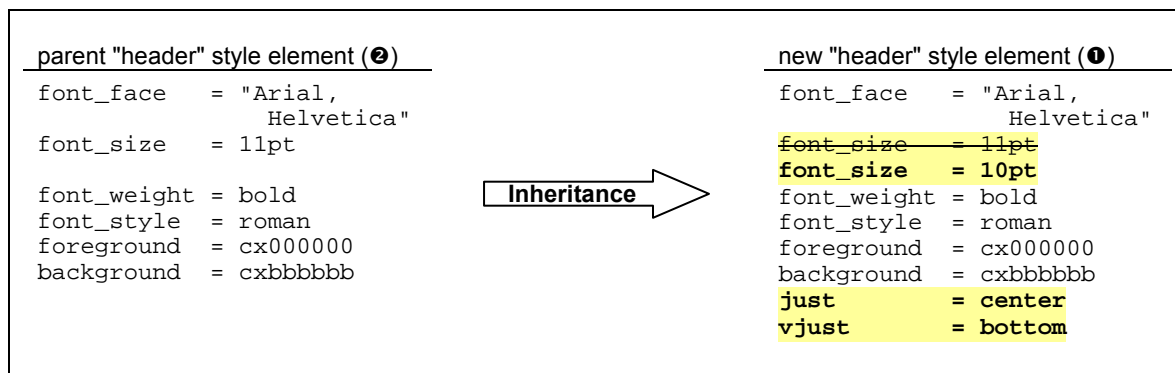 parent "header" style element (❷)
font_face = "Arial,
Helvetica"
font_size = 11pt
font_weight = bold
font_style = roman
foreground = cx000000
background = cxbbbbbb
Inheritance
new "header" style element (❶)
font_face = "Arial,
Helvetica"
font_size = 11pt
font_size = 10pt
font_weight = bold
font_style = roman
foreground = cx000000
background = cxbbbbbb
just = center
vjust = bottom